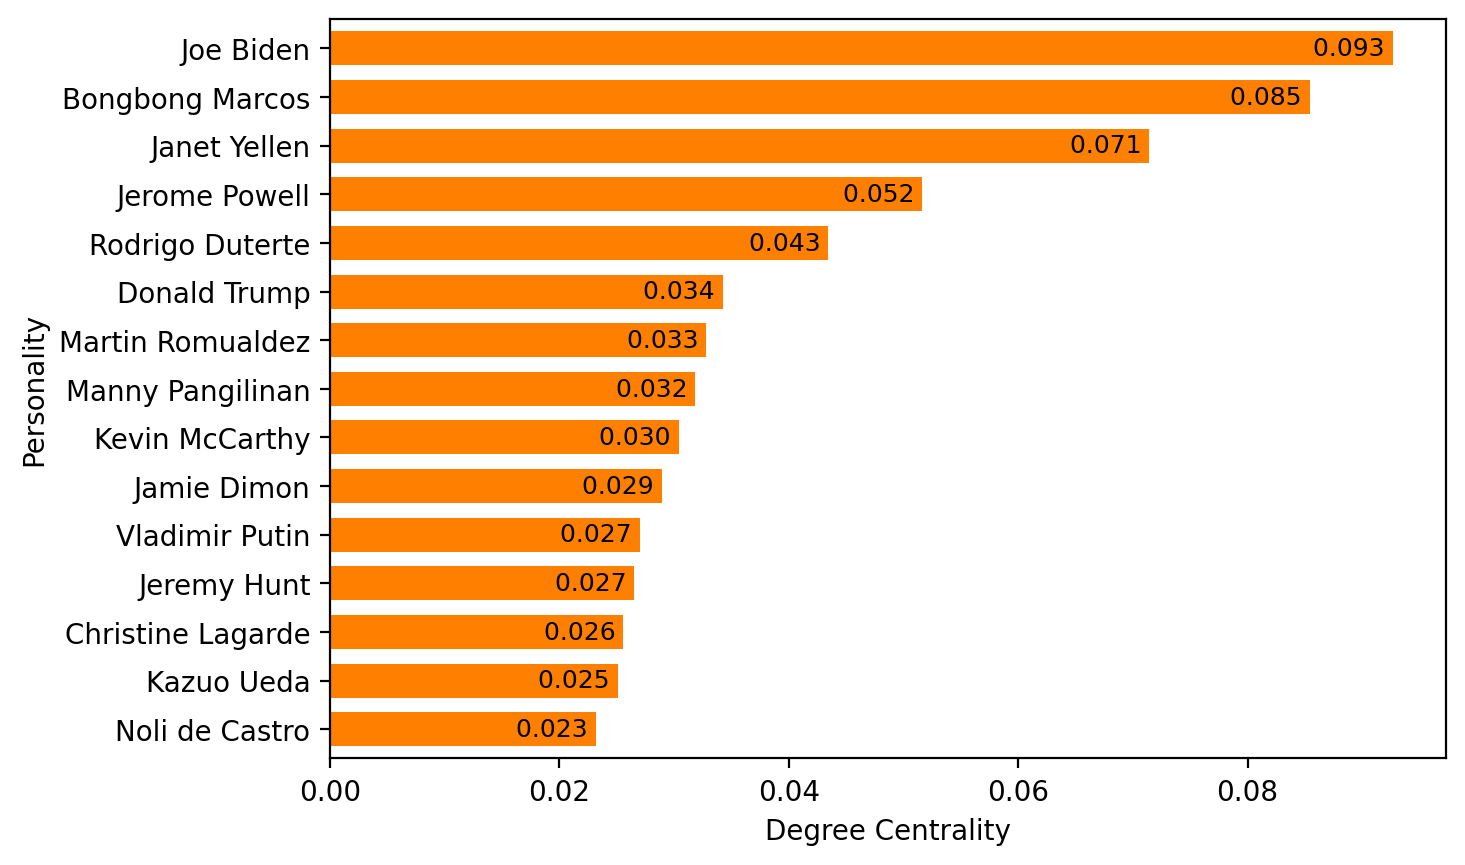 Joe Biden 0.093
Bongbong Marcos 0.085
Janet Yellen 0.071
Jerome Powell 0.052
Rodrigo Duterte 0.043
Donald Trump 0.034
Martin Romualdez 0.033
Manny Pangilinan 0.032
Kevin McCarthy 0.030
Jamie Dimon 0.029
Vladimir Putin 0.027
Jeremy Hunt 0.027
Christine Lagarde 0.026
Kazuo Ueda 0.025
Noli de Castro 0.023
Personality
0.00 0.02 0.04 0.06 0.08
Degree Centrality